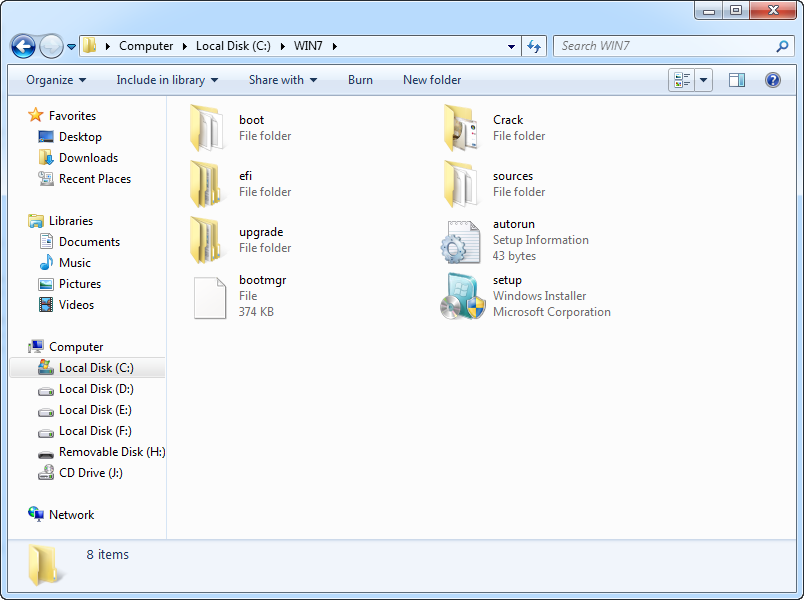 Computer Local Disk (C:) WIN7
Search WIN7
Organize Include in library Share with Burn New folder
Favorites
Desktop
Downloads
Recent Places
Libraries
Documents
Music
Pictures
Videos
Computer
Local Disk (C:)
Local Disk (D:)
Local Disk (E:)
Local Disk (F:)
Removable Disk (H:)
CD Drive (J:)
Network
boot
File folder
Crack
File folder
efi
File folder
sources
File folder
upgrade
File folder
autorun
Setup Information
43 bytes
bootmgr
File
374 KB
setup
Windows Installer
Microsoft Corporation
8 items